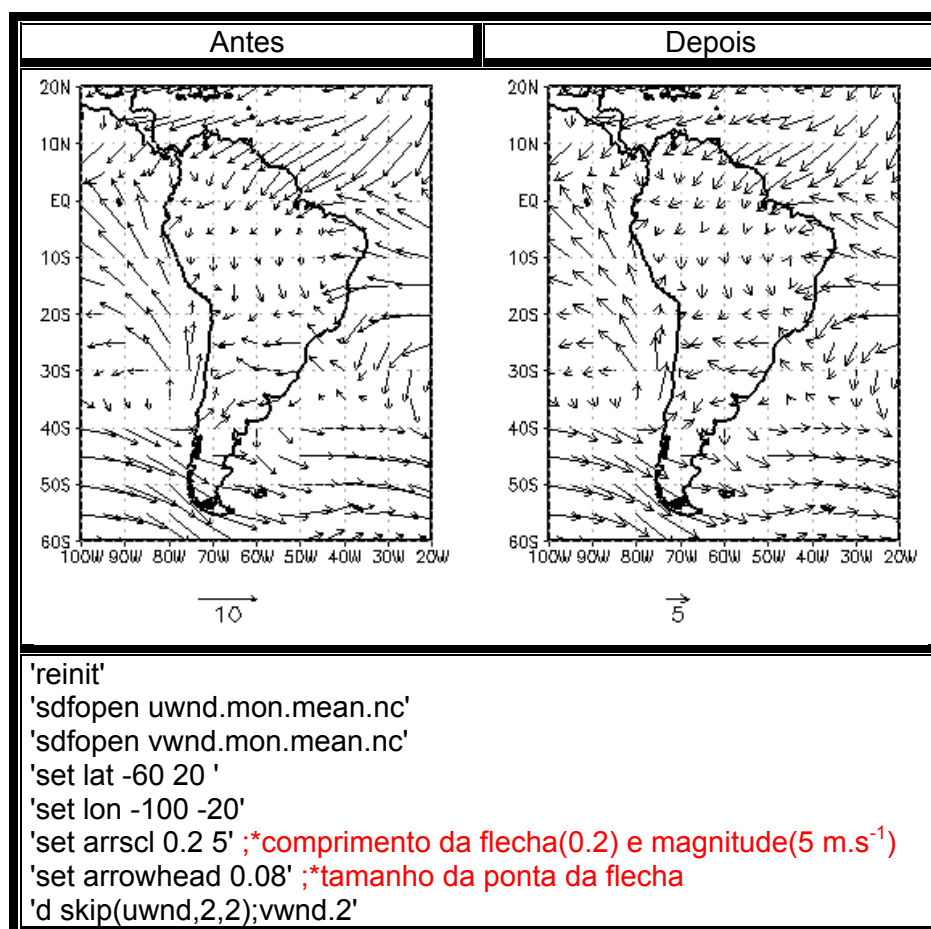 Antes
Depois
20N
10N
EQ
10S
20S
30S
40S
50S
60S
100W 90W 80W 70W 60W 50W 40W 30W 20W
10
20N
10N
EQ
10S
20S
30S
40S
50S
60S
100W 90W 80W 70W 60W 50W 40W 30W 20W
5
'reinit'
'sdfopen uwnd.mon.mean.nc'
'sdfopen vwnd.mon.mean.nc'
'set lat -60 20 '
'set lon -100 -20'
'set arrscl 0.2 5' ;*comprimento da flecha(0.2) e magnitude(5 m.s⁻¹)
'set arrowhead 0.08' ;*tamanho da ponta da flecha
'd skip(uwnd,2,2);vwnd.2'